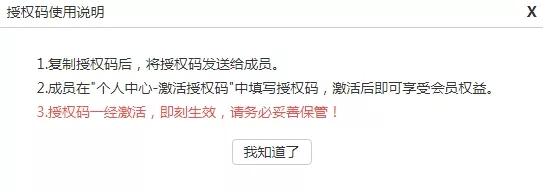 授权码使用说明
X
1.复制授权码后，将授权码发送给成员。
2.成员在"个人中心-激活授权码"中填写授权码，激活后即可享受会员权益。
3.授权码一经激活，即刻生效，请务必妥善保管！
我知道了